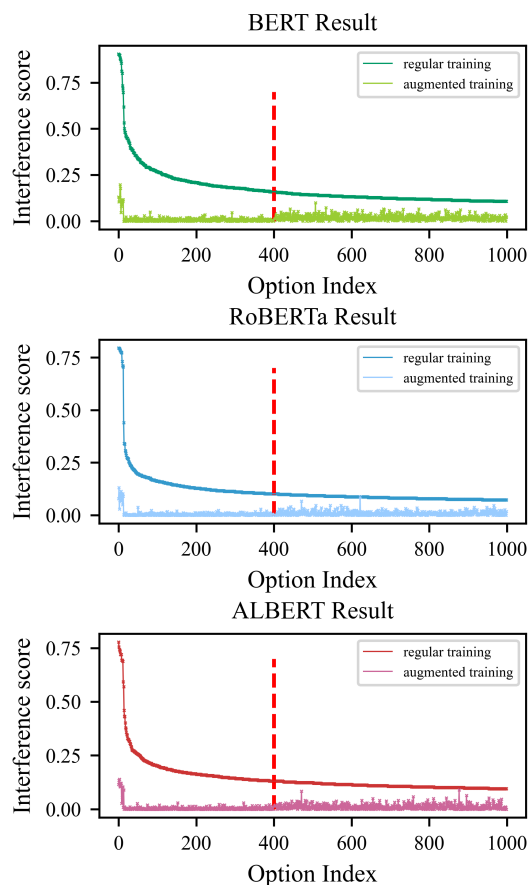 BERT Result
Interference score
0.75
0.50
0.25
0.00
regular training
augmented training
0 200 400 600 800 1000
Option Index
RoBERTa Result
Interference score
0.75
0.50
0.25
0.00
regular training
augmented training
0 200 400 600 800 1000
Option Index
ALBERT Result
Interference score
0.75
0.50
0.25
0.00
regular training
augmented training
0 200 400 600 800 1000
Option Index